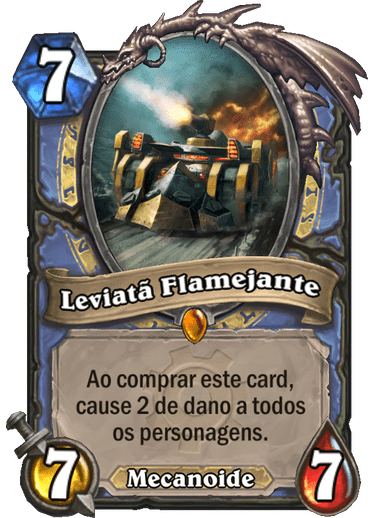 7
Leviatã Flamejante
Ao comprar este card,
cause 2 de dano a todos
os personagens.
7
Mecanoide
7